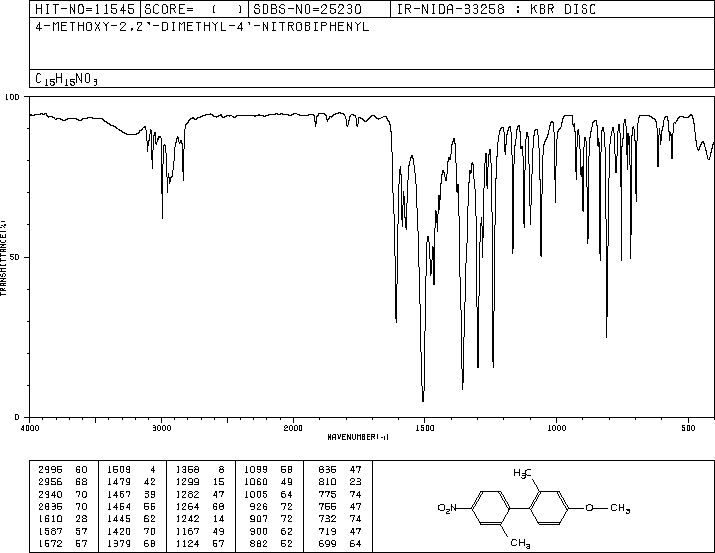 HIT-NO=11545 SCORE= ( ) SDBS-NO=25230 IR-NIDA-33258 : KBR DISC
4-METHOXY-2,2'-DIMETHYL-4'-NITROBIPHENYL
C15H15NO3
100
50
0
TRANSMITTANCE(%)
4000 3000 2000 1500 1000 500
WAVENUMBER(-1)
2995 60 1509 4 1358 8 1099 58 835 47
2956 68 1479 42 1299 15 1060 49 810 23
2940 70 1467 39 1282 47 1005 64 775 74
2835 70 1464 55 1264 68 926 72 755 47
1610 28 1445 62 1242 14 907 72 732 74
1587 57 1420 70 1167 49 900 62 719 47
1572 57 1379 68 1124 57 882 52 699 64
H3C
O2N
O CH3
CH3